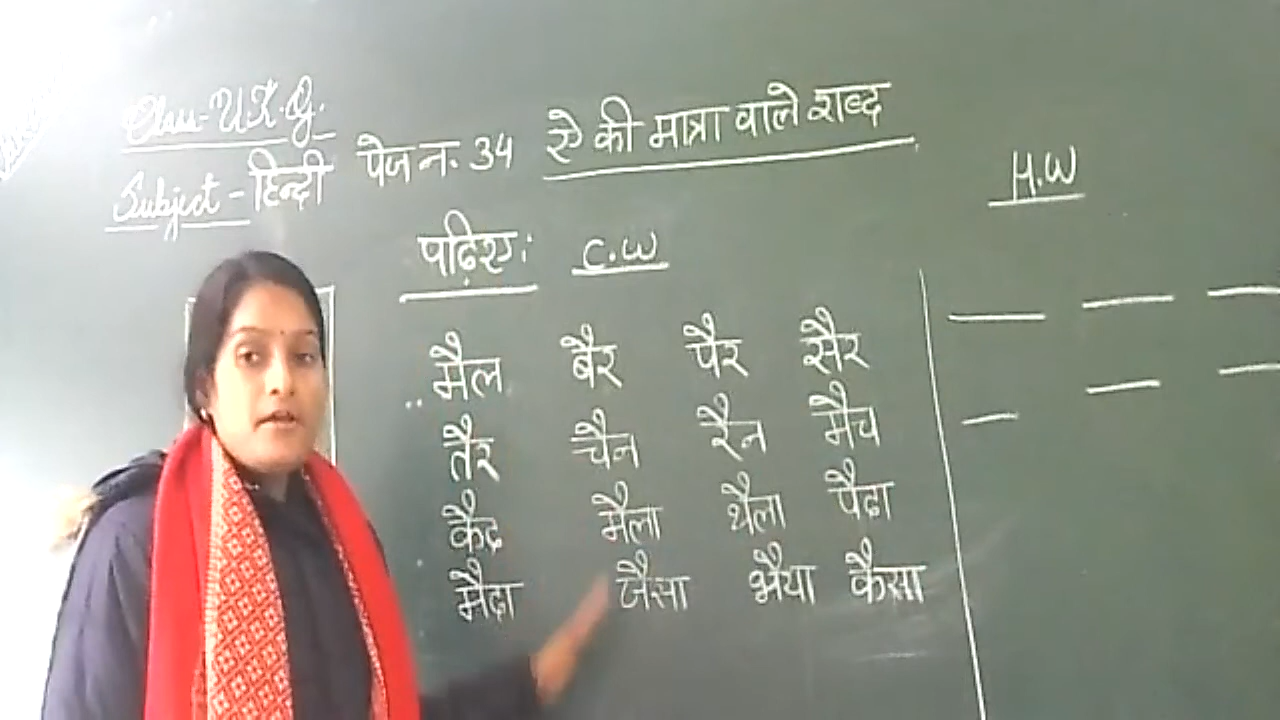 Class - U.K.G.
Subject - हिन्दी पेज न. 34 ऐ की मात्रा वाले शब्द
H.W
पढ़िए: C.W
मैल बैर पैर सैर
तैर चैन रैन मैच
कैद मैला थैला पैढा
मैदा जैसा भैया कैसा